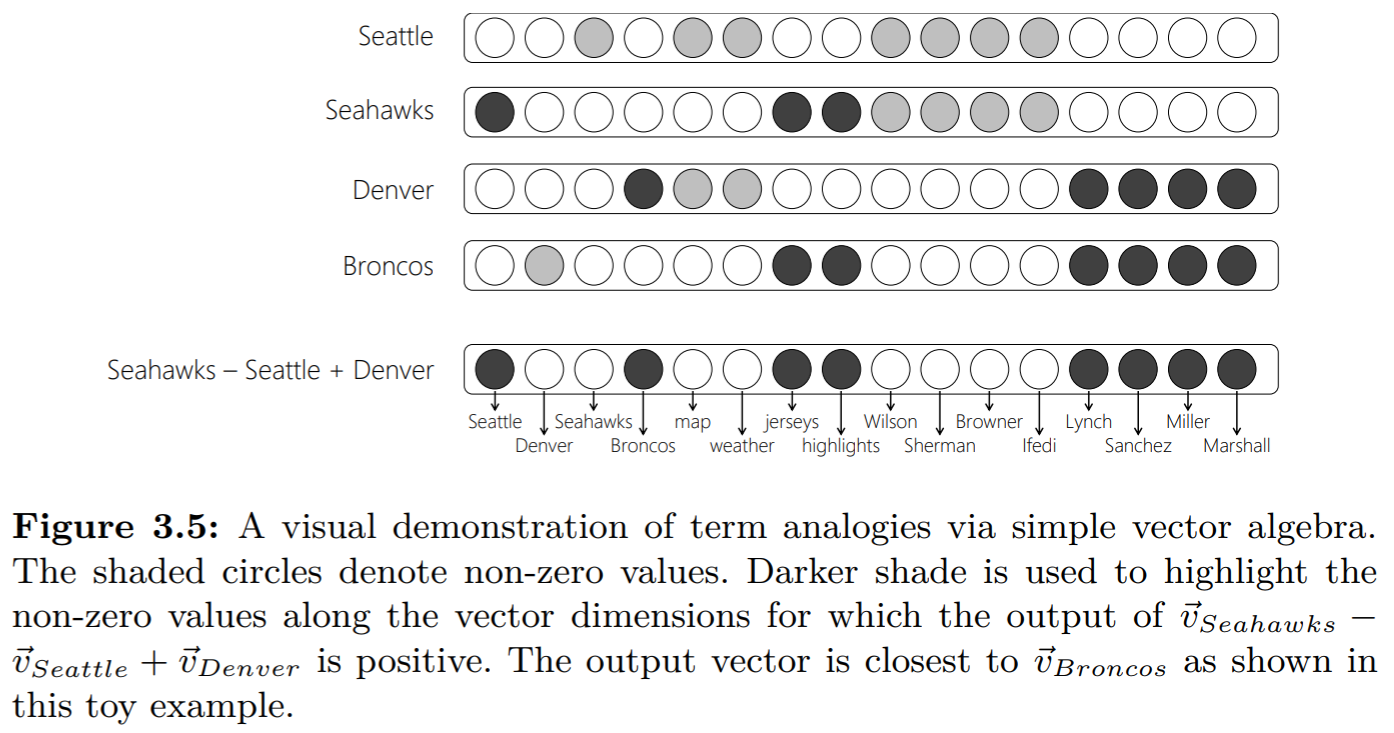 Seattle
Seahawks
Denver
Broncos
Seahawks – Seattle + Denver
Seattle Seahawks map jerseys Wilson Browner Lynch Miller
Denver Broncos weather highlights Sherman Ifedi Sanchez Marshall
Figure 3.5: A visual demonstration of term analogies via simple vector algebra.
The shaded circles denote non-zero values. Darker shade is used to highlight the
non-zero values along the vector dimensions for which the output of v⃗Seahawks −
v⃗Seattle + v⃗Denver is positive. The output vector is closest to v⃗Broncos as shown in
this toy example.